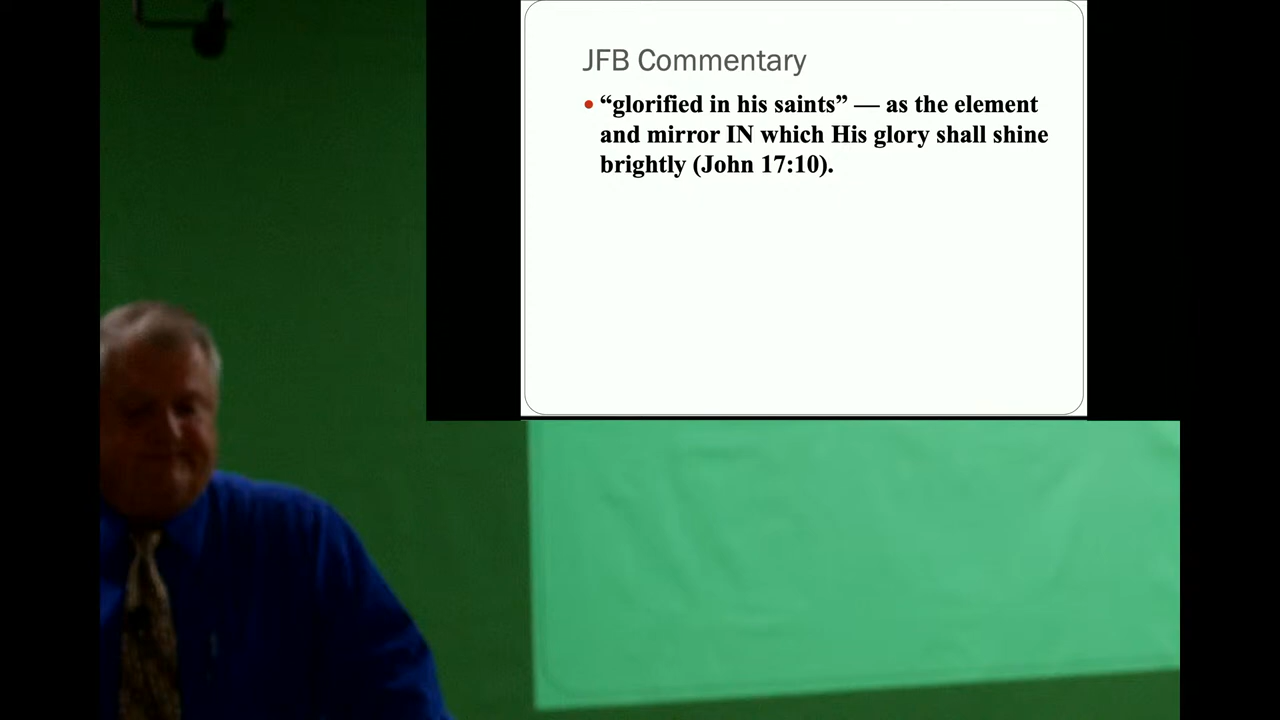 JFB Commentary
• “glorified in his saints” — as the element
and mirror IN which His glory shall shine
brightly (John 17:10).